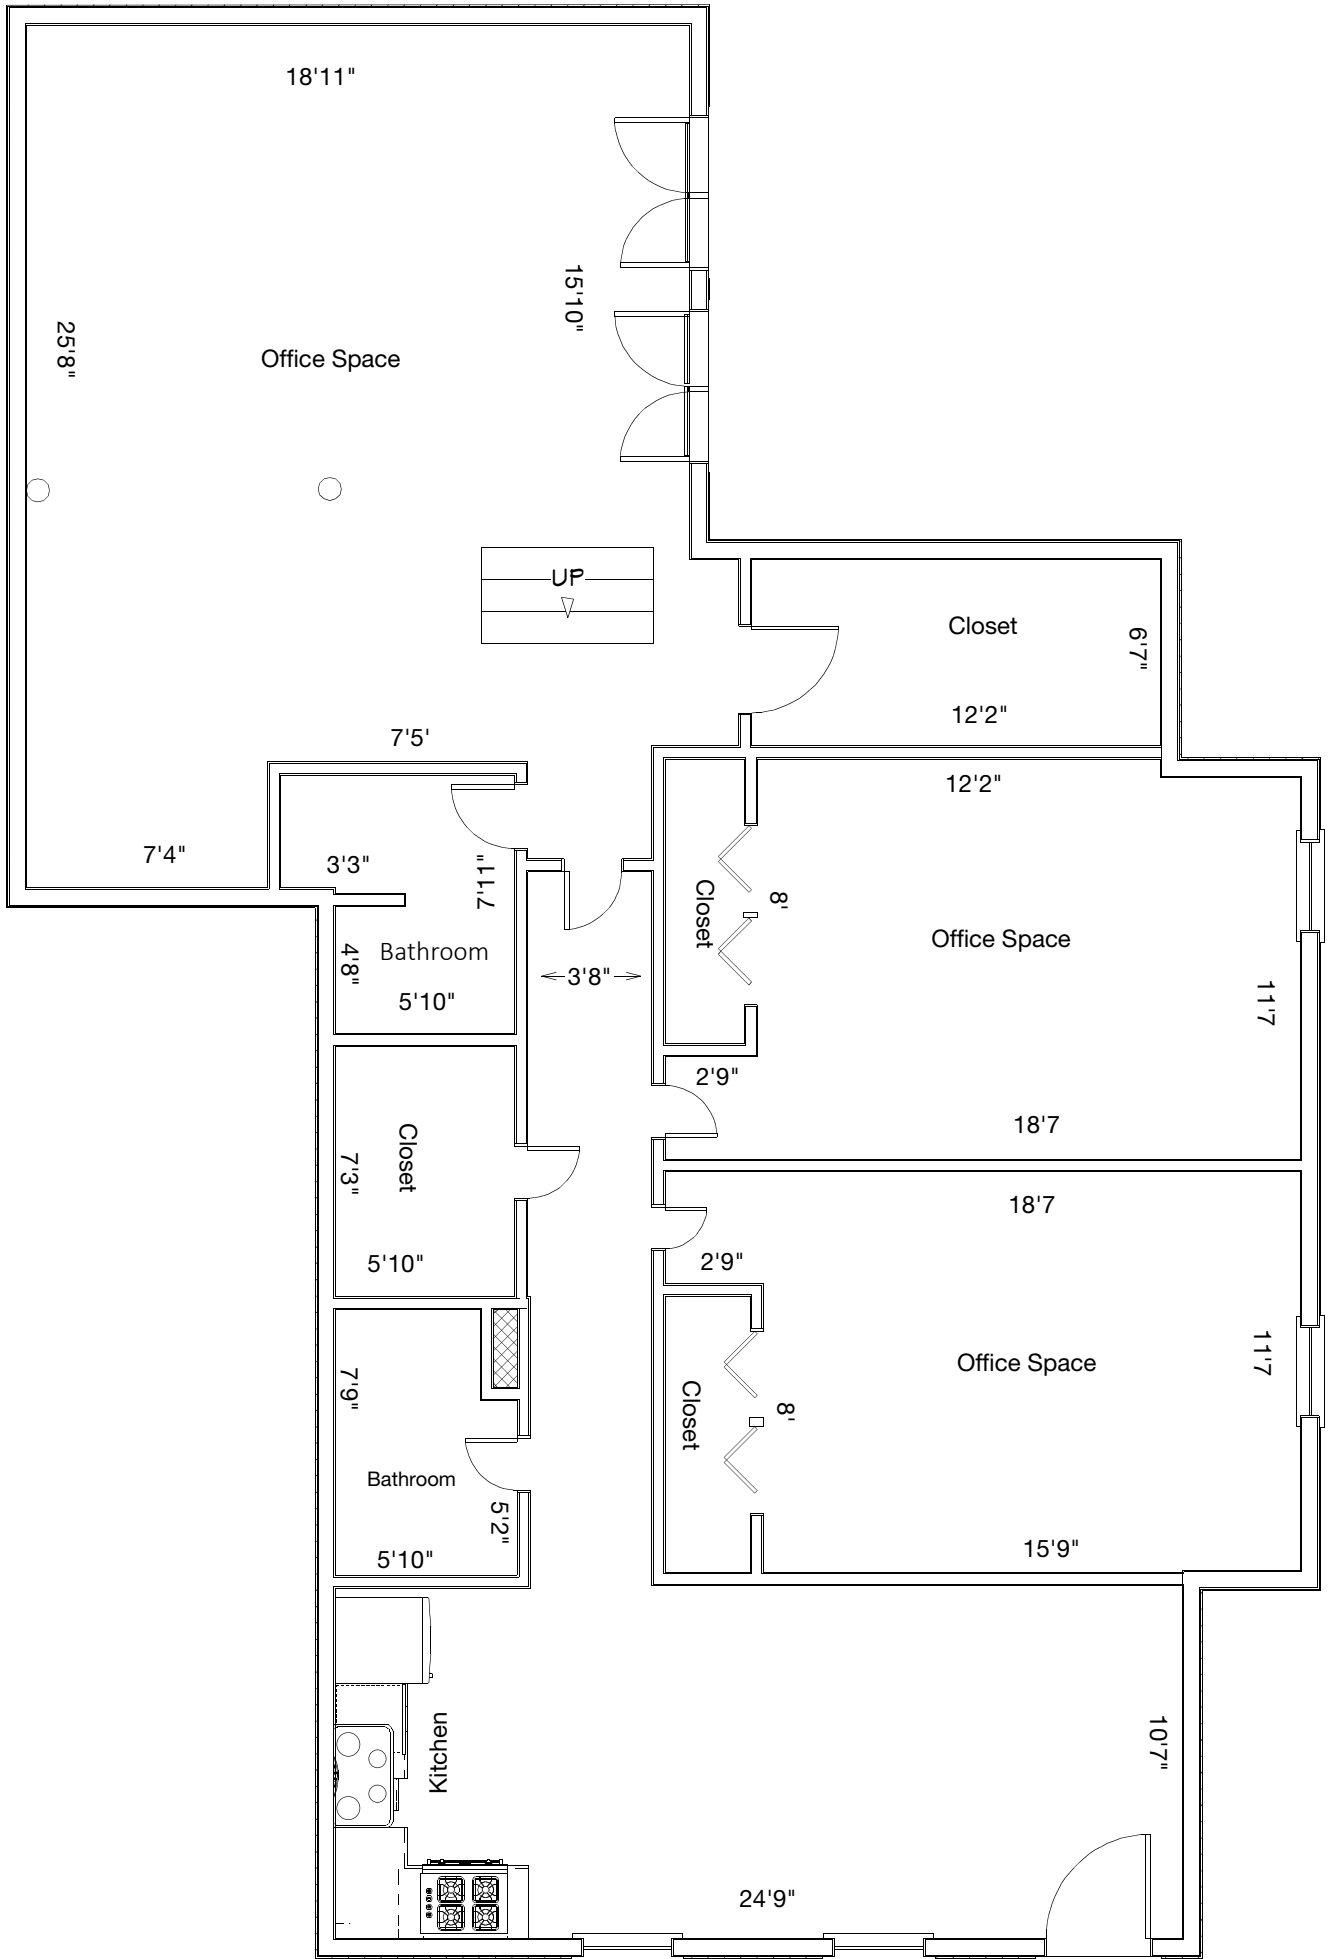 18'11"
15'10"
25'8"
Office Space
UP
Closet
6'7"
12'2"
7'5'
12'2"
7'4"
3'3"
7'11"
Closet
8'
Office Space
Bathroom
4'8"
3'8"
5'10"
11'7
2'9"
18'7
Closet
7'3"
18'7
5'10"
2'9"
11'7
Office Space
7'9"
Closet
8'
Bathroom
5'2"
15'9"
5'10"
Kitchen
10'7"
24'9"